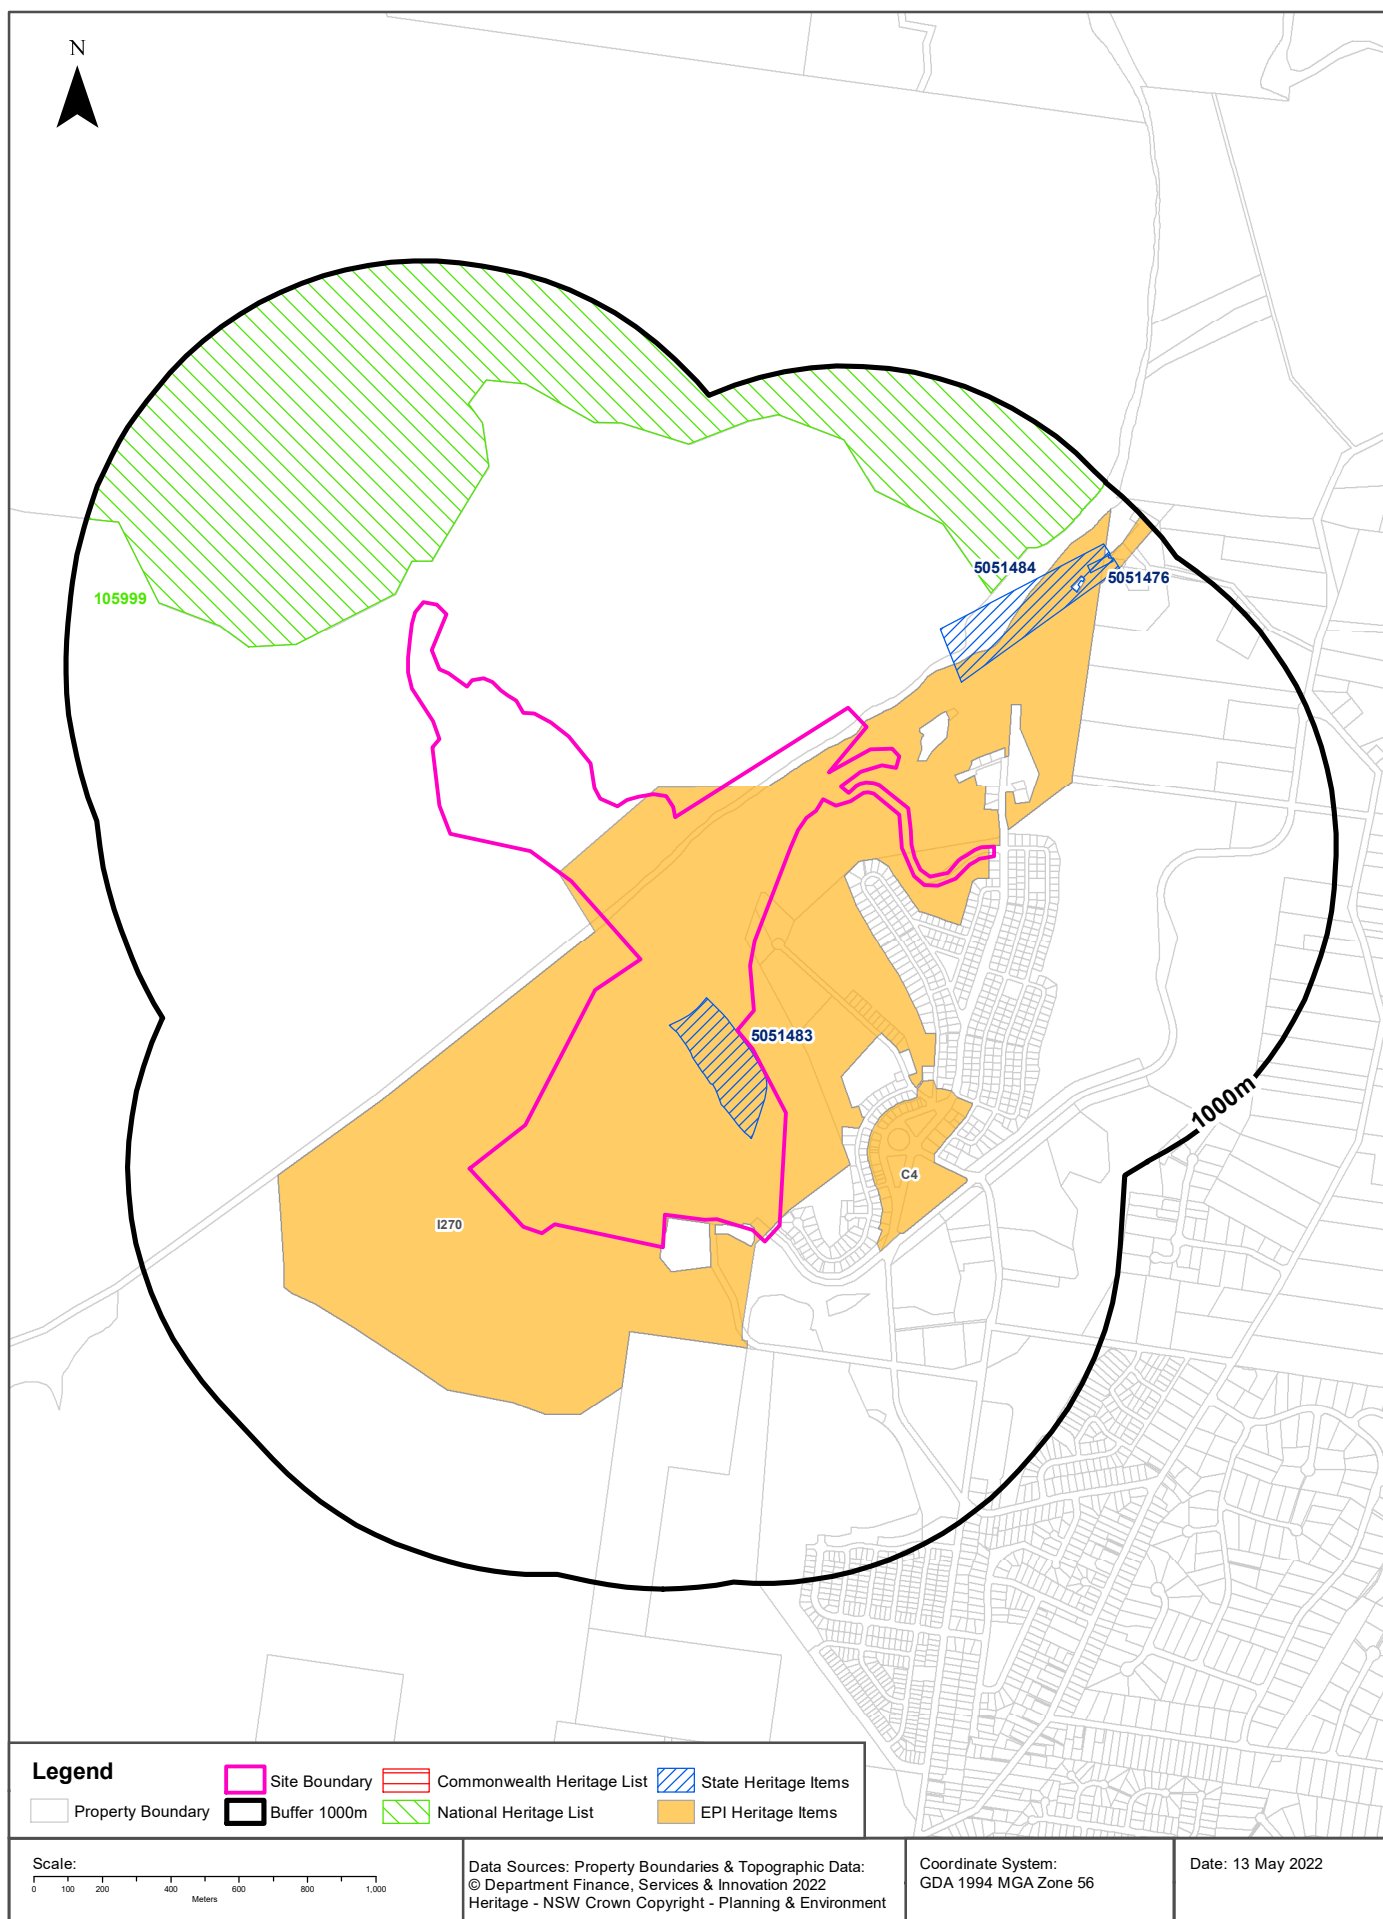 N
5051484
5051476
105999
5051483
1000m
C4
I270
Legend
Site Boundary
Commonwealth Heritage List
State Heritage Items
Property Boundary
Buffer 1000m
National Heritage List
EPI Heritage Items
Scale:
0 100 200 400 600 800 1,000
Meters
Data Sources: Property Boundaries & Topographic Data:
© Department Finance, Services & Innovation 2022
Heritage - NSW Crown Copyright - Planning & Environment
Coordinate System:
GDA 1994 MGA Zone 56
Date: 13 May 2022